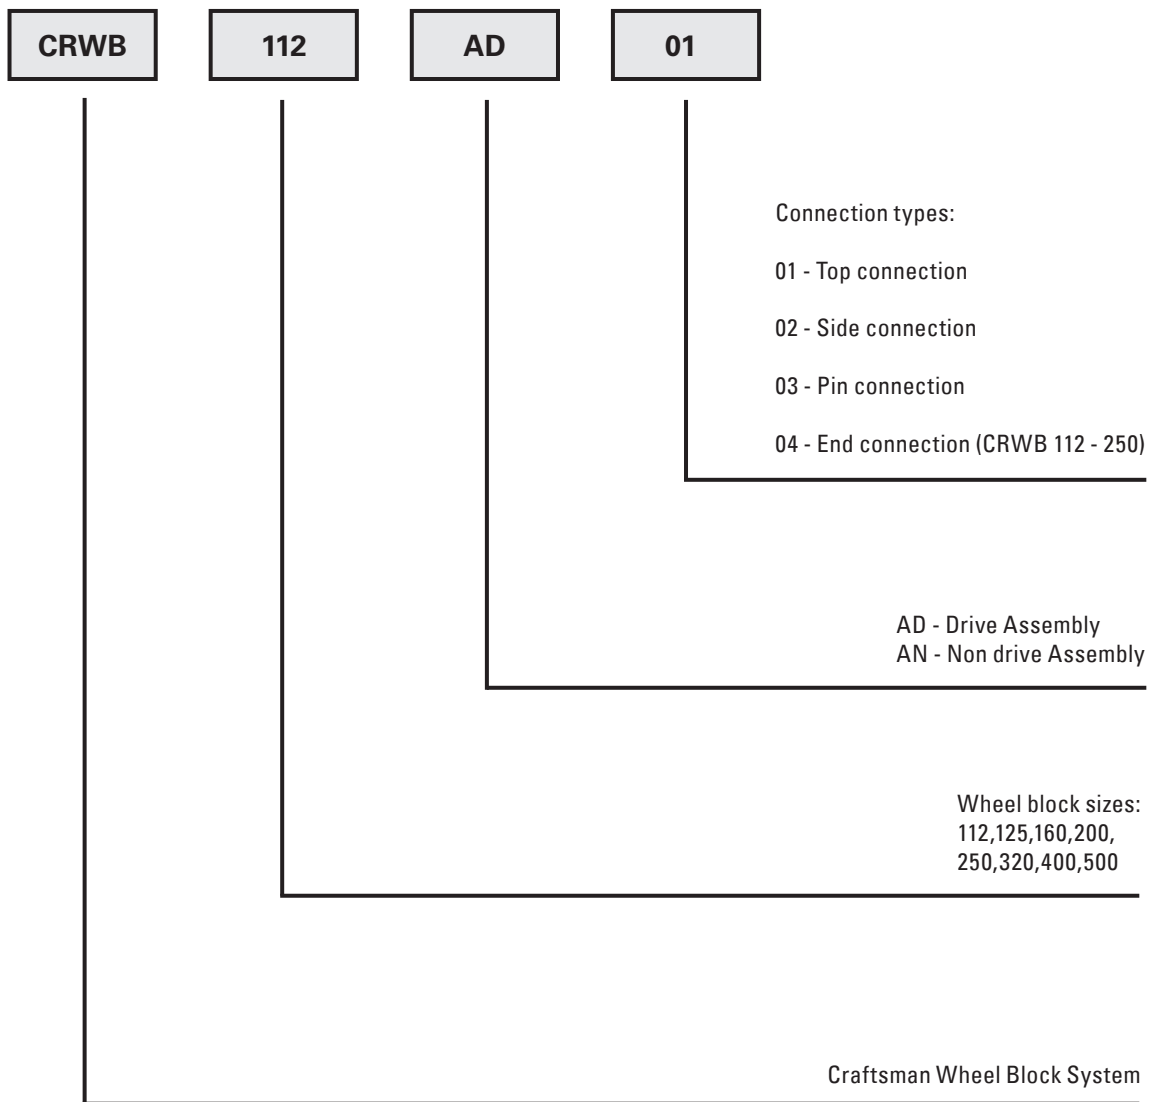 CRWB 112 AD 01
Connection types:
01 - Top connection
02 - Side connection
03 - Pin connection
04 - End connection (CRWB 112 - 250)
AD - Drive Assembly
AN - Non drive Assembly
Wheel block sizes:
112,125,160,200,
250,320,400,500
Craftsman Wheel Block System